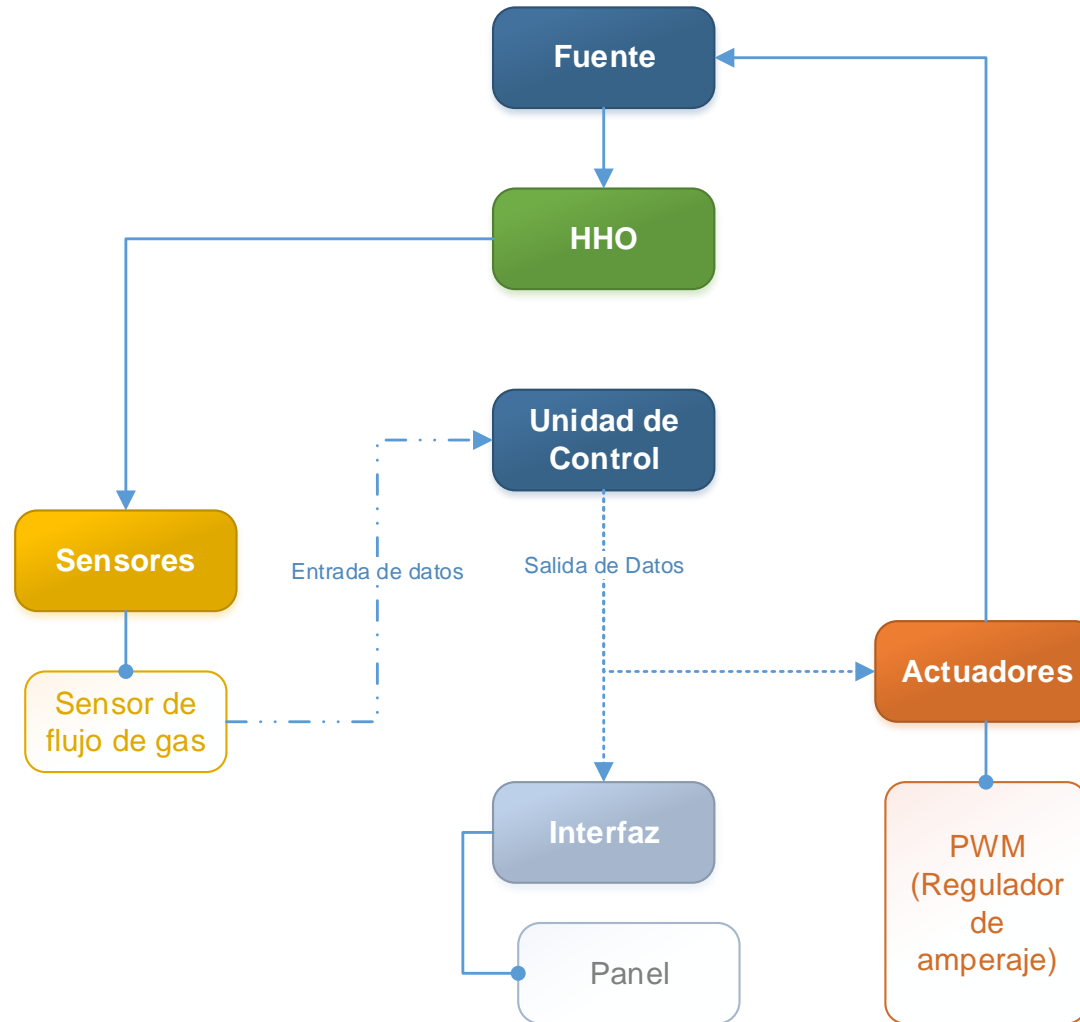 Fuente
HHO
Unidad de
Control
Sensores
Entrada de datos
Salida de Datos
Actuadores
Sensor de
flujo de gas
Interfaz
Panel
PWM
(Regulador
de
amperaje)